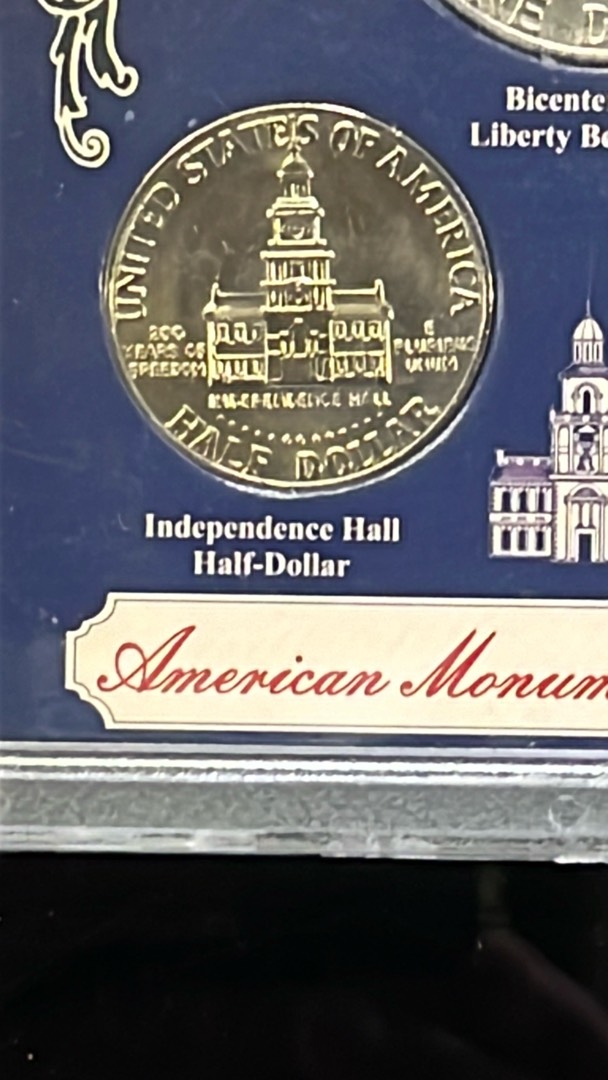 VE D
Bicente
Liberty Be
UNITED STATES OF AMERICA
200
YEARS OF
FREEDOM
E
PLURIBUS
UNUM
INDEPENDENCE HALL
HALF DOLLAR
Independence Hall
Half-Dollar
American Monum